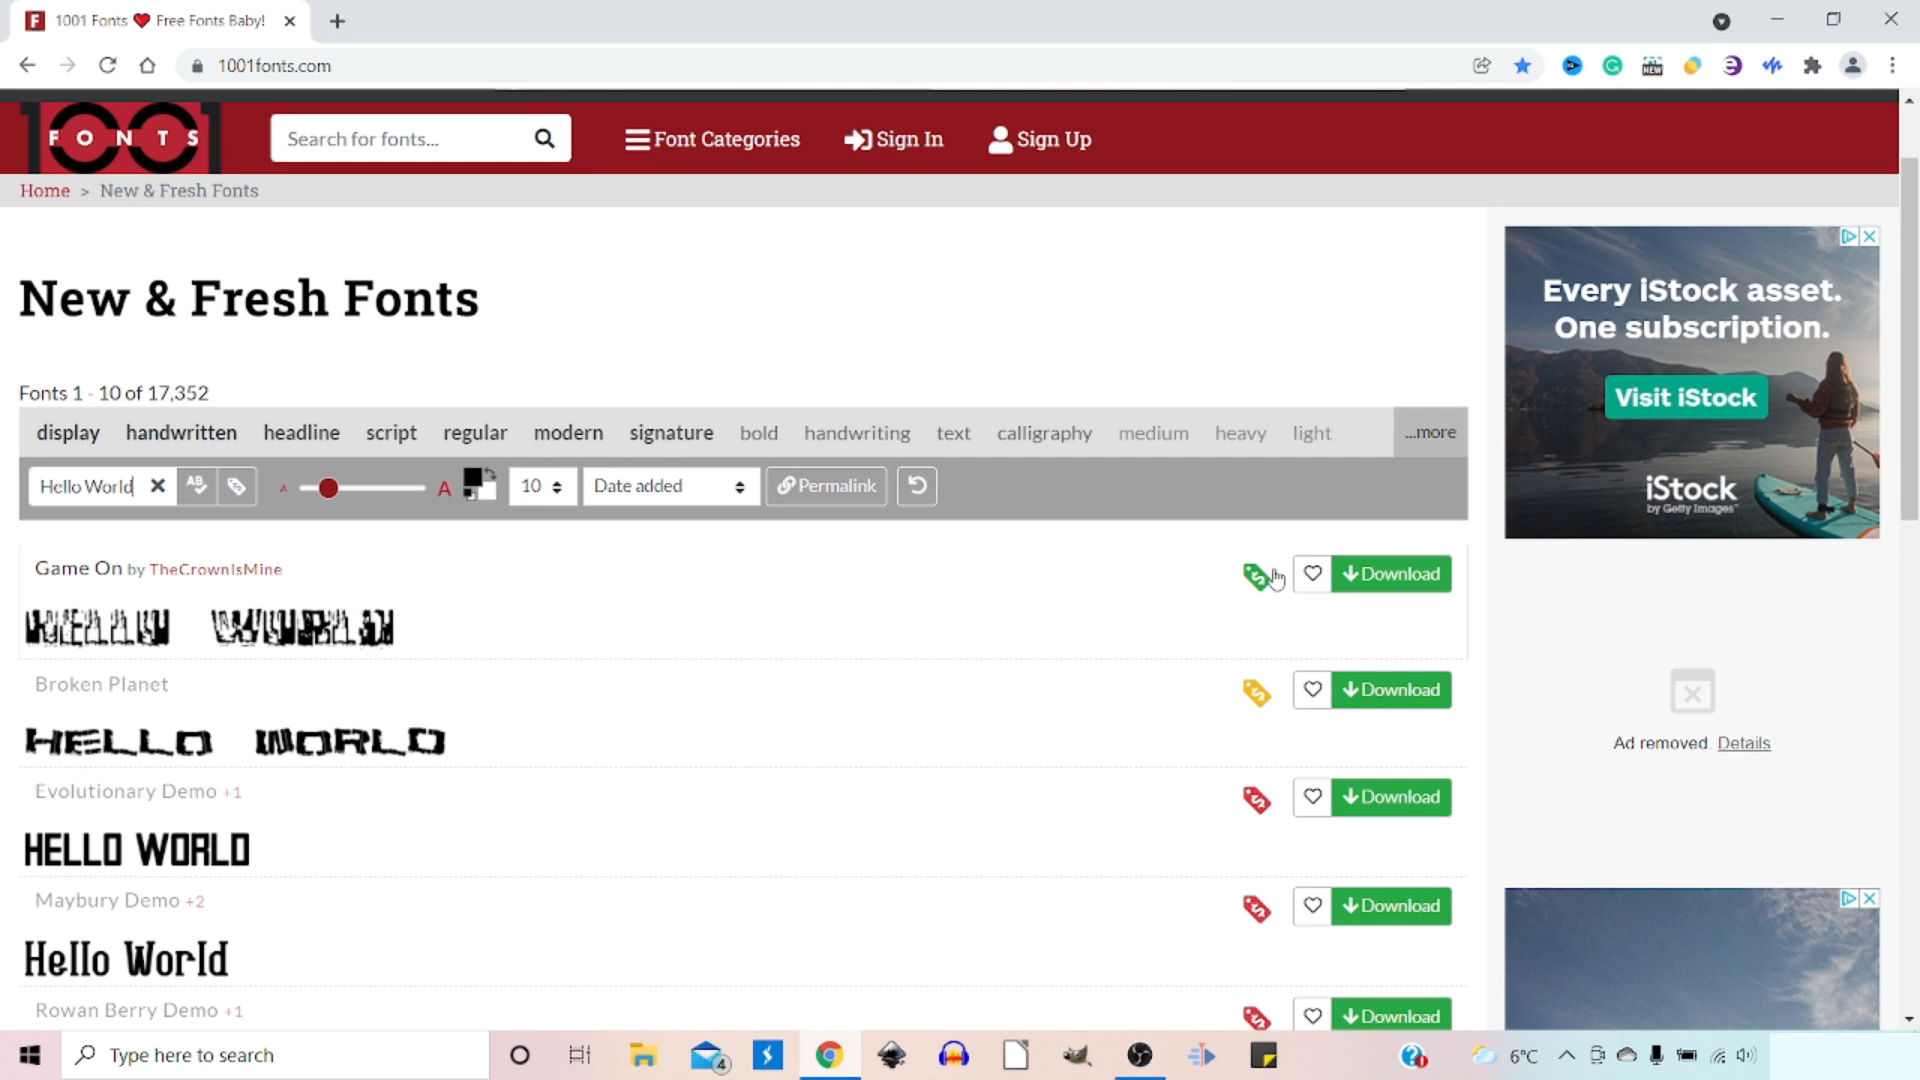 1001 Fonts ❤ Free Fonts Baby!
1001fonts.com
NEW
FONTS
Search for fonts...
Font Categories
Sign In
Sign Up
Home > New & Fresh Fonts
New & Fresh Fonts
Fonts 1 - 10 of 17,352
display handwritten headline script regular modern signature bold handwriting text calligraphy medium heavy light ...more
Hello World
A A 10 Date added Permalink
Game On by TheCrownIsMine
Download
HELLO WORLD
Broken Planet
Download
HELLO WORLD
Evolutionary Demo +1
Download
HELLO WORLD
Maybury Demo +2
Download
Hello World
Rowan Berry Demo +1
Download
Every iStock asset.
One subscription.
Visit iStock
iStock
by Getty Images™
Ad removed. Details
Type here to search
4
6°C